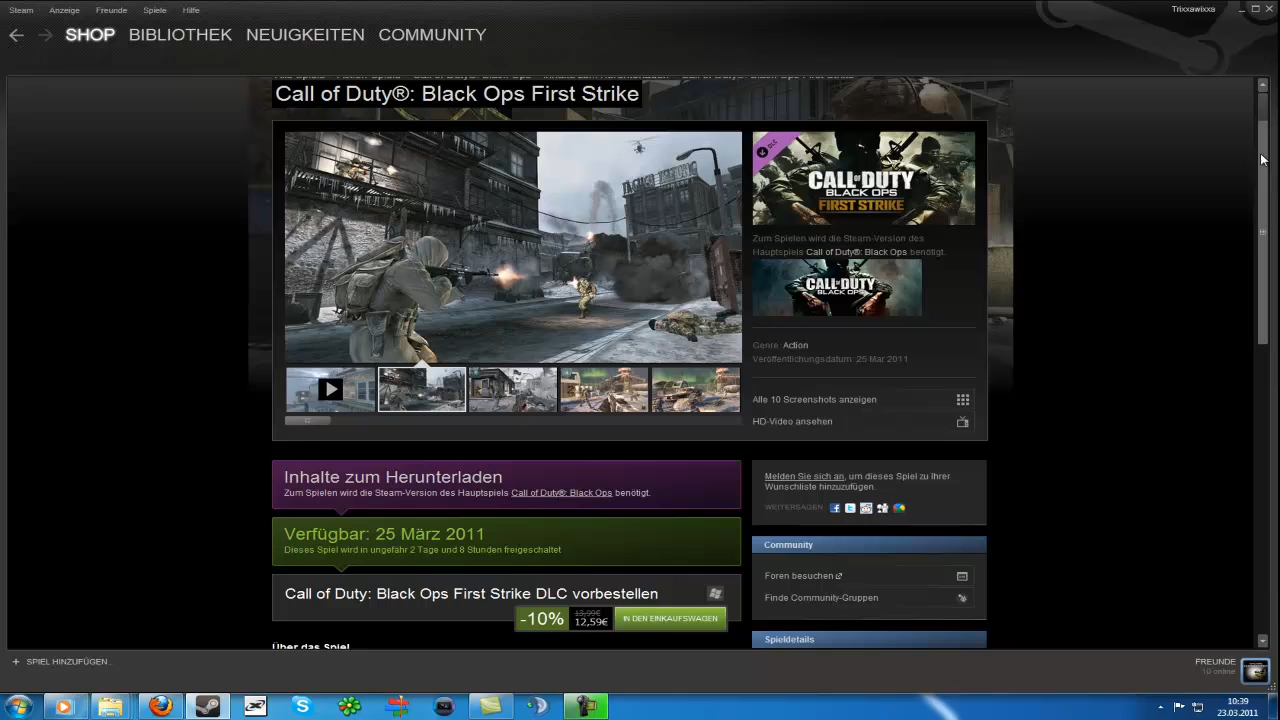 Steam Anzeige Freunde Spiele Hilfe
Trixxawixxa
SHOP BIBLIOTHEK NEUIGKEITEN COMMUNITY
Call of Duty®: Black Ops First Strike
DLC
CALL OF DUTY
BLACK OPS
FIRST STRIKE
Zum Spielen wird die Steam-Version des
Hauptspiels Call of Duty®: Black Ops benötigt.
CALL OF DUTY
BLACK OPS
Genre: Action
Veröffentlichungsdatum: 25 Mar 2011
Alle 10 Screenshots anzeigen
HD-Video ansehen
Inhalte zum Herunterladen
Zum Spielen wird die Steam-Version des Hauptspiels Call of Duty®: Black Ops benötigt.
Verfügbar: 25 März 2011
Dieses Spiel wird in ungefähr 2 Tage und 8 Stunden freigeschaltet
Call of Duty: Black Ops First Strike DLC vorbestellen
-10% 13,99€ 12,59€ IN DEN EINKAUFSWAGEN
Über das Spiel
Melden Sie sich an, um dieses Spiel zu Ihrer
Wunschliste hinzuzufügen.
WEITERSAGEN
Community
Foren besuchen
Finde Community-Gruppen
Spieldetails
+ SPIEL HINZUFÜGEN...
FREUNDE
10 online
10:39
23.03.2011